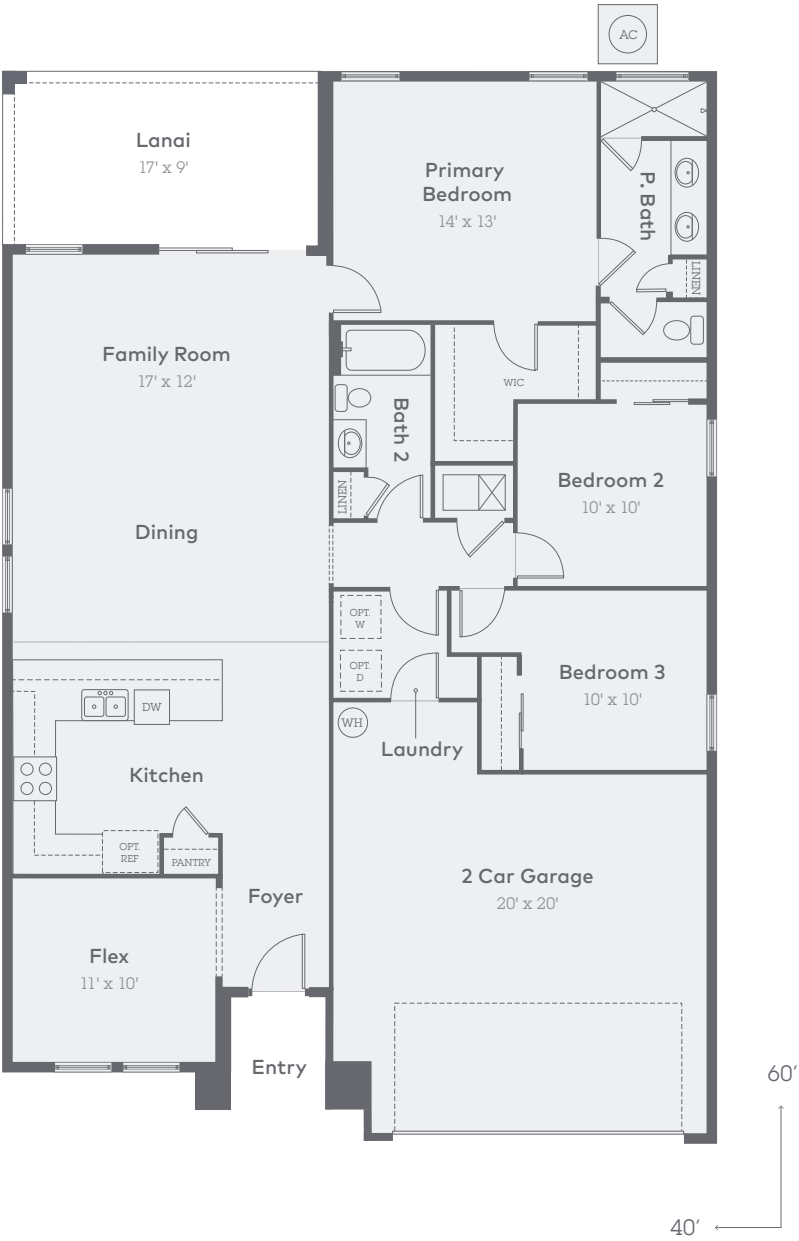 AC
Lanai
17' x 9'
Primary
Bedroom
14' x 13'
P. Bath
LINEN
Family Room
17' x 12'
WIC
Bath 2
LINEN
Bedroom 2
10' x 10'
Dining
OPT.
W
OPT.
D
Bedroom 3
10' x 10'
DW
WH
Laundry
Kitchen
OPT.
REF
PANTRY
2 Car Garage
20' x 20'
Foyer
Flex
11' x 10'
Entry
60'
40'